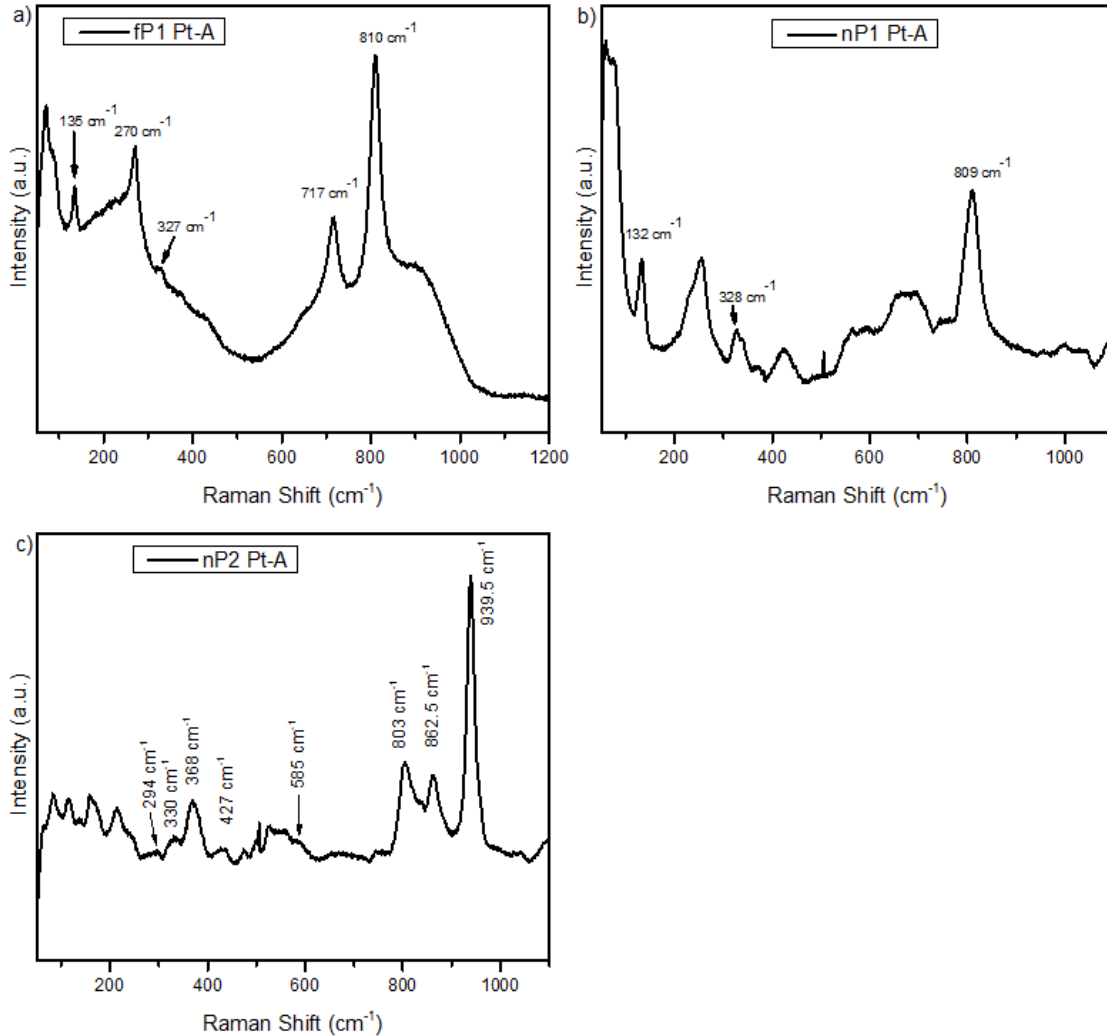 a)
fP1 Pt-A
135 cm⁻¹
270 cm⁻¹
327 cm⁻¹
717 cm⁻¹
810 cm⁻¹
Intensity (a.u.)
200 400 600 800 1000 1200
Raman Shift (cm⁻¹)
b)
nP1 Pt-A
132 cm⁻¹
328 cm⁻¹
809 cm⁻¹
Intensity (a.u.)
200 400 600 800 1000
Raman Shift (cm⁻¹)
c)
nP2 Pt-A
294 cm⁻¹
330 cm⁻¹
368 cm⁻¹
427 cm⁻¹
585 cm⁻¹
803 cm⁻¹
862.5 cm⁻¹
939.5 cm⁻¹
Intensity (a.u.)
200 400 600 800 1000
Raman Shift (cm⁻¹)